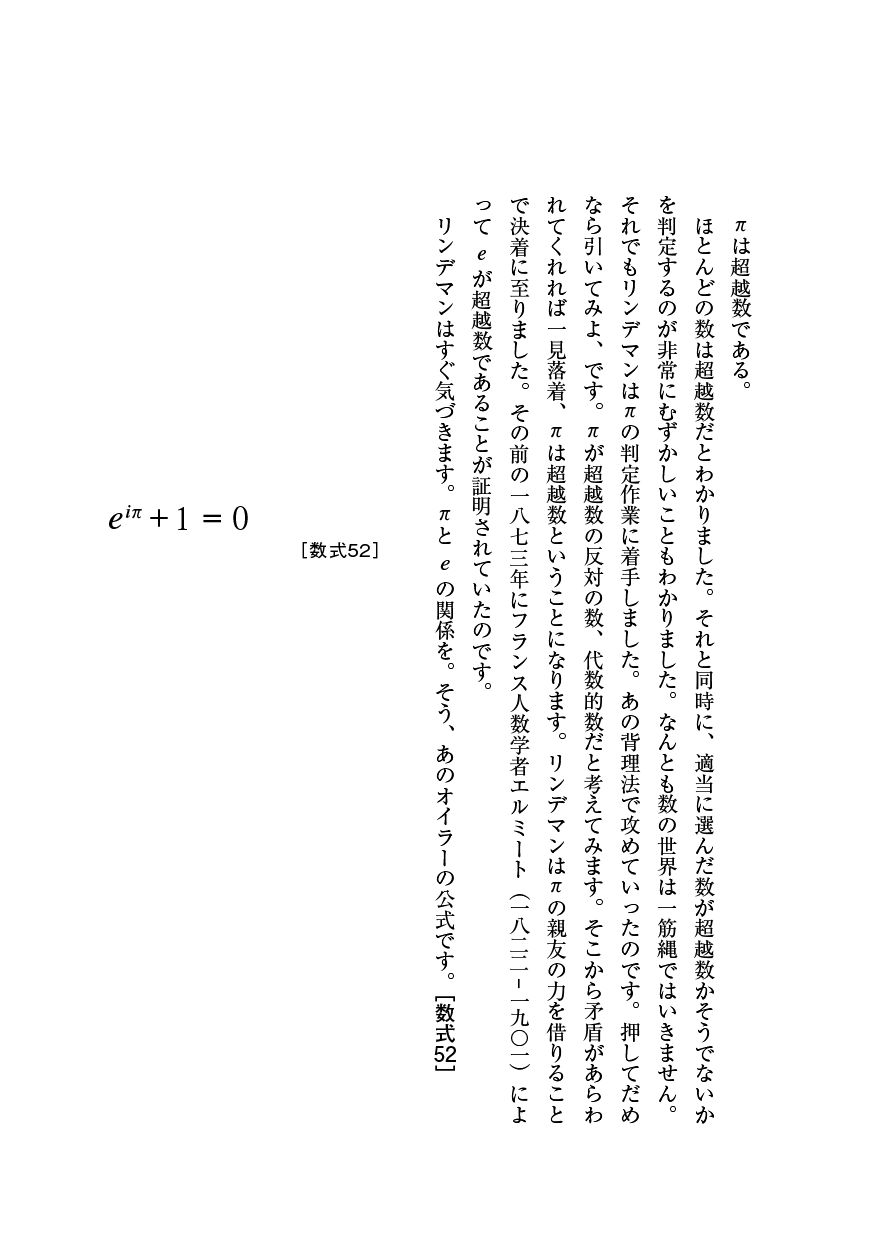 πは超越数である。
ほとんどの数は超越数だとわかりました。それと同時に、適当に選んだ数が超越数かそうでないか
を判定するのが非常にむずかしいこともわかりました。なんとも数の世界は一筋縄ではいきません。
それでもリンデマンはπの判定作業に着手しました。あの背理法で攻めていったのです。押してだめ
なら引いてみよ、です。πが超越数の反対の数、代数的数だと考えてみます。そこから矛盾があらわ
れてくれれば一見落着、πは超越数ということになります。リンデマンはπの親友の力を借りること
で決着に至りました。その前の一八七三年にフランス人数学者エルミート（一八二二-一九〇一）によ
ってeが超越数であることが証明されていたのです。
リンデマンはすぐ気づきます。πとeの関係を。そう、あのオイラーの公式です。［数式52］
［数式52］
e^{iπ}+1＝0